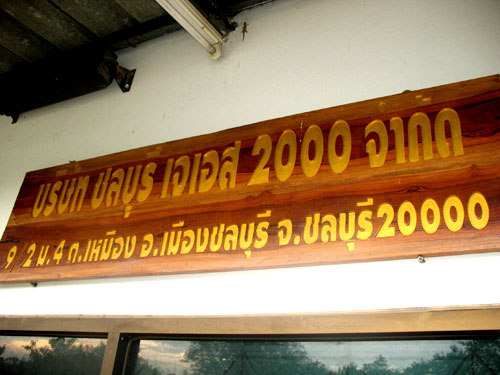 บริษัท ชลบุรี เจเอส 2000 จำกัด
9/2 ม.4 ต.เหมือง อ.เมืองชลบุรี จ.ชลบุรี 20000